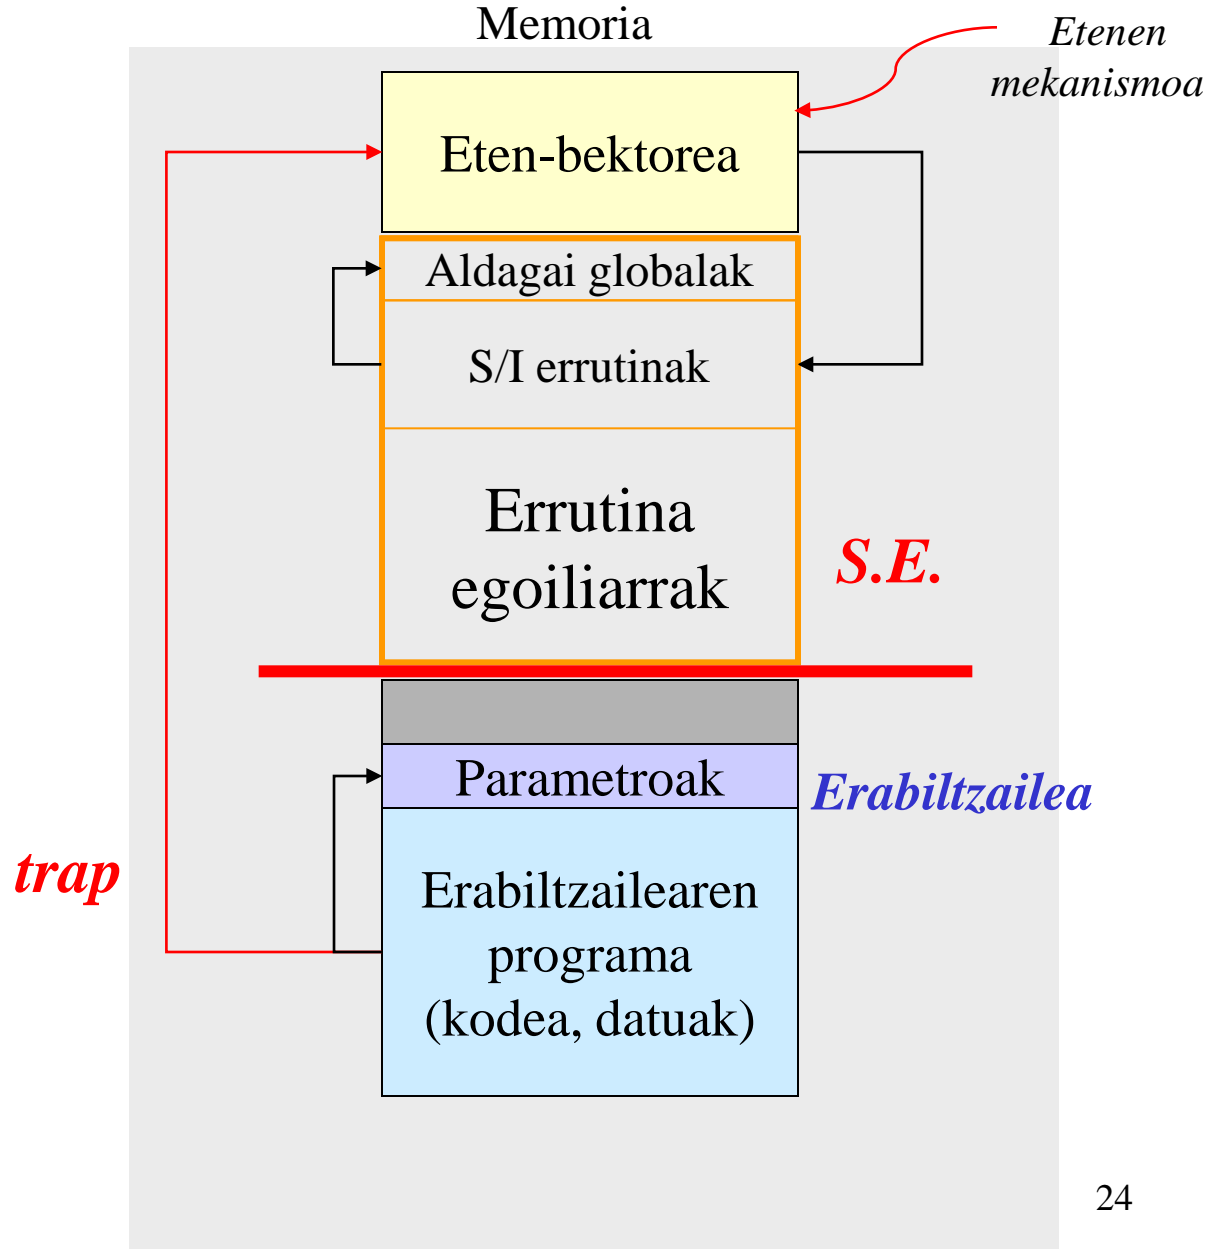 Memoria
Etenen
mekanismoa
Eten-bektorea
Aldagai globalak
S/I errutinak
Errutina
egoiliarrak
S.E.
Parametroak
Erabiltzailea
trap
Erabiltzailearen
programa
(kodea, datuak)
24